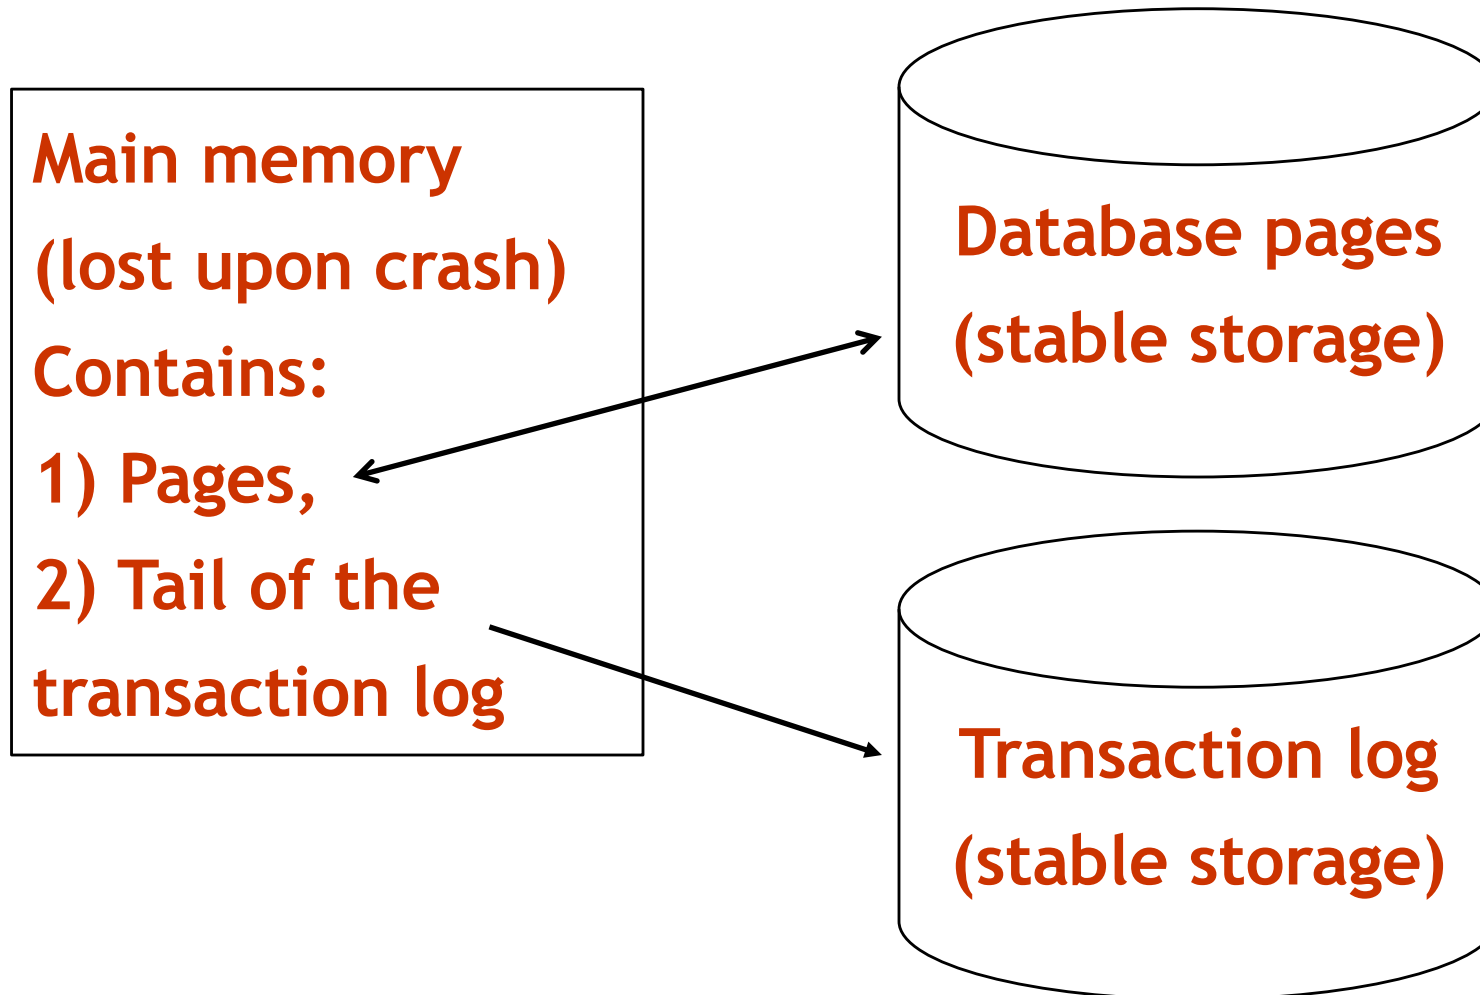 Main memory
(lost upon crash)
Contains:
1) Pages,
2) Tail of the
transaction log
Database pages
(stable storage)
Transaction log
(stable storage)